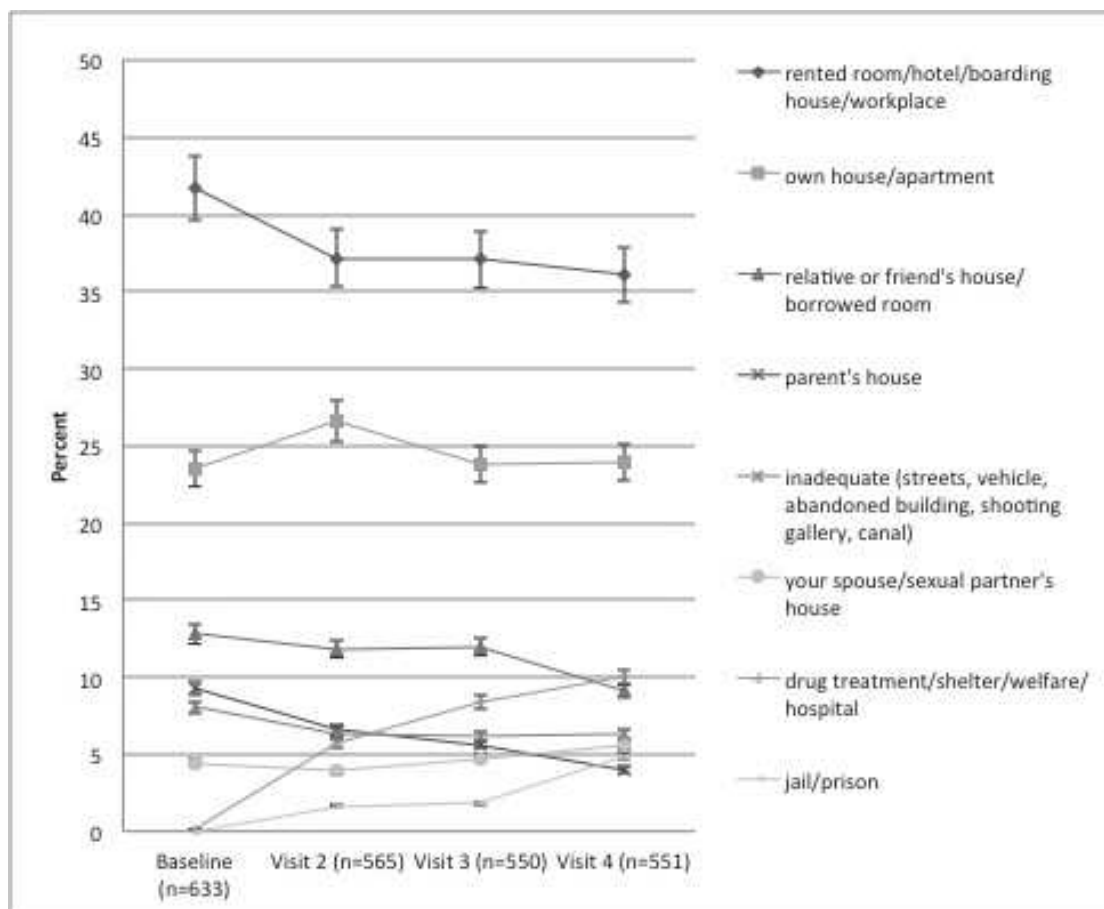 50
45
40
35
30
25
20
15
10
5
0
Percent
Baseline
(n=633)
Visit 2 (n=565)
Visit 3 (n=550)
Visit 4 (n=551)
rented room/hotel/boarding
house/workplace
own house/apartment
relative or friend's house/
borrowed room
parent's house
inadequate (streets, vehicle,
abandoned building, shooting
gallery, canal)
your spouse/sexual partner's
house
drug treatment/shelter/welfare/
hospital
jail/prison